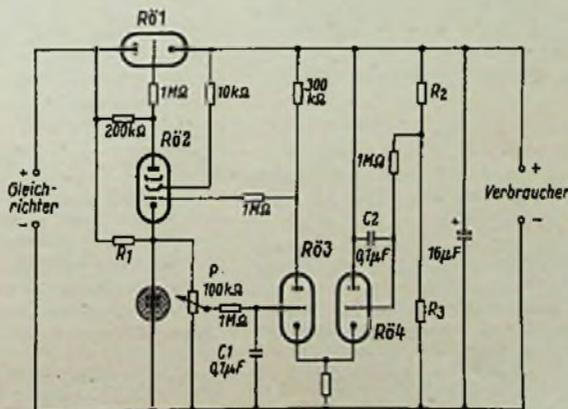 Rö1
1MΩ
10kΩ
300
kΩ
R2
200kΩ
Rö2
1MΩ
+
Gleich-
richter
-
1MΩ
C2
0,1µF
+
Verbraucher
-
+
16µF
R1
P
100kΩ
1MΩ
Rö3
Rö4
R3
C1
0,1µF